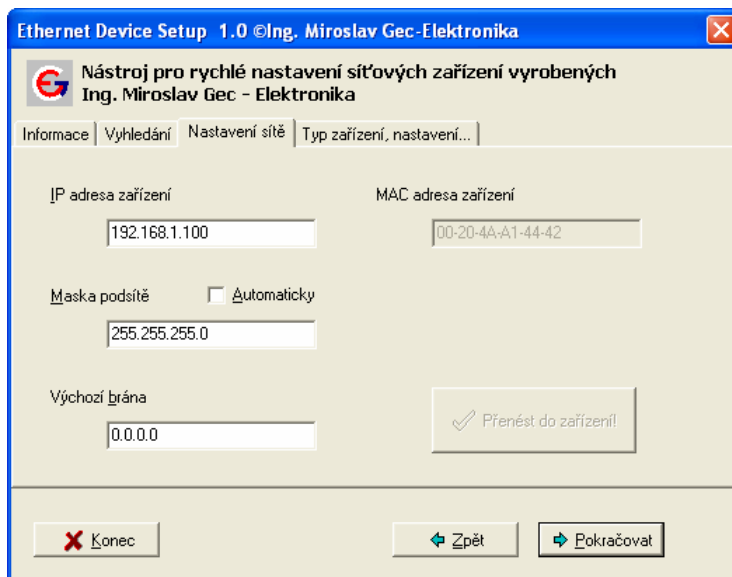 Ethernet Device Setup 1.0 ©Ing. Miroslav Gec-Elektronika
Nástroj pro rychlé nastavení síťových zařízení vyrobených
Ing. Miroslav Gec - Elektronika
Informace Vyhledání Nastavení sítě Typ zařízení, nastavení...
IP adresa zařízení MAC adresa zařízení
192.168.1.100 00-20-4A-A1-44-42
Maska podsítě Automaticky
255.255.255.0
Výchozí brána
0.0.0.0 Přenést do zařízení!
Konec Zpět Pokračovat